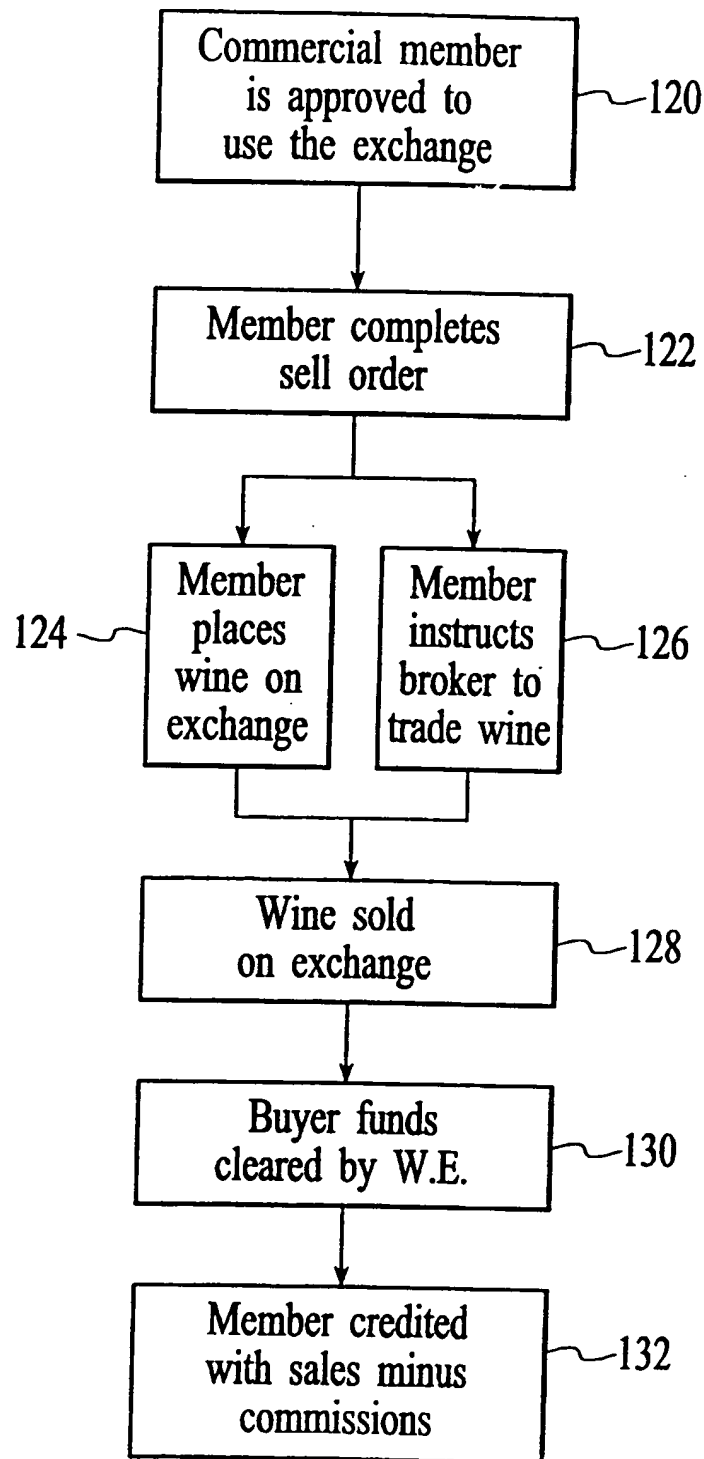 Commercial member
is approved to
use the exchange
120
Member completes
sell order
122
124
Member
places
wine on
exchange
Member
instructs
broker to
trade wine
126
Wine sold
on exchange
128
Buyer funds
cleared by W.E.
130
Member credited
with sales minus
commissions
132